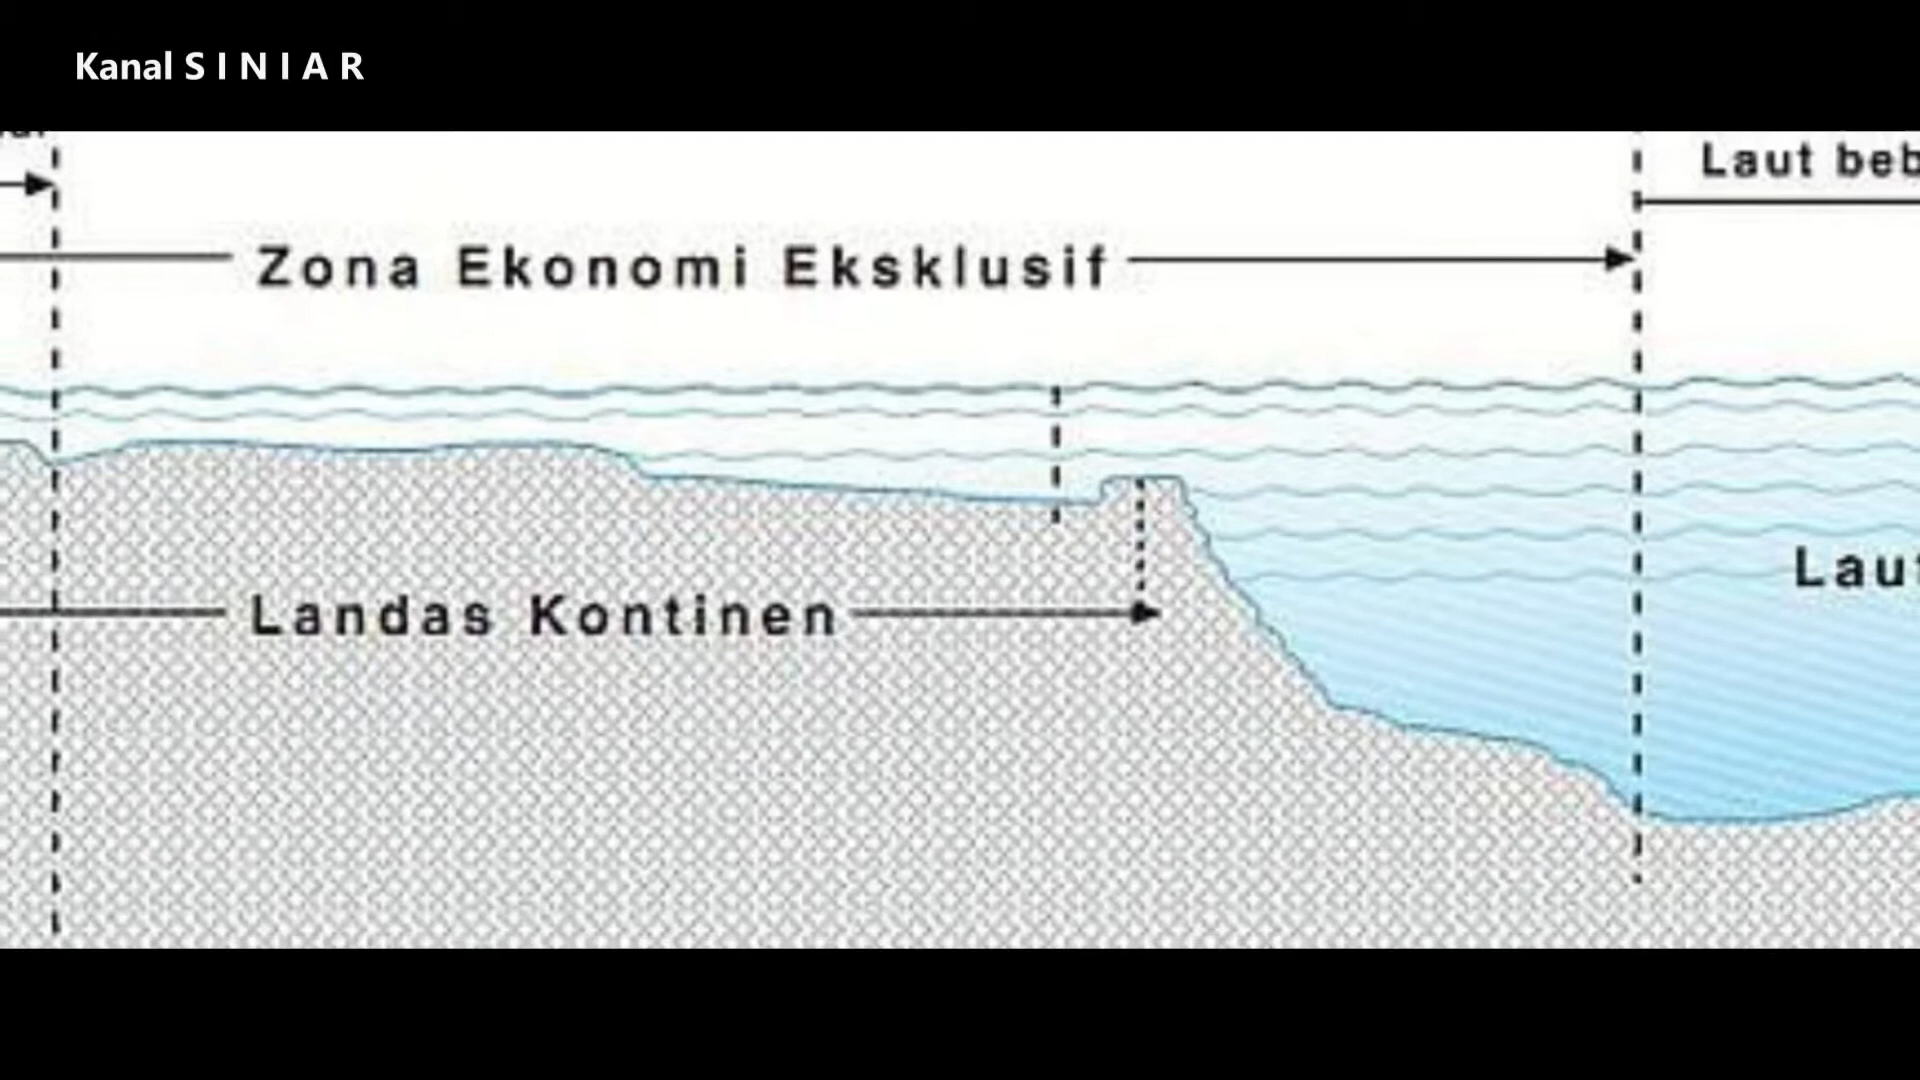 Kanal S I N I A R
Laut beb
Zona Ekonomi Eksklusif
Lau
Landas Kontinen